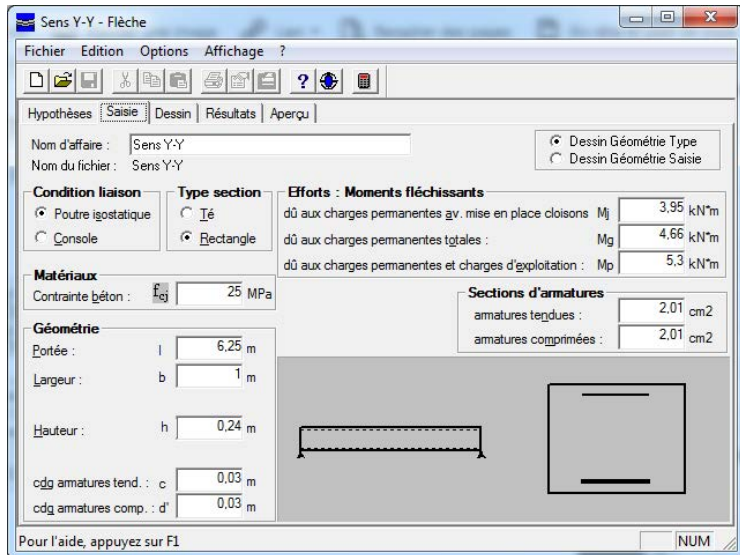 Sens Y-Y - Flèche
Fichier Edition Options Affichage ?
Hypothèses Saisie Dessin Résultats Aperçu
Nom d'affaire : Sens Y-Y
Nom du fichier : Sens Y-Y
Dessin Géométrie Type
Dessin Géométrie Saisie
Condition liaison
Poutre isostatique
Console
Type section
Té
Rectangle
Efforts : Moments fléchissants
dû aux charges permanentes av. mise en place cloisons Mj 3,95 kN*m
dû aux charges permanentes totales : Mg 4,66 kN*m
dû aux charges permanentes et charges d'exploitation : Mp 5,3 kN*m
Matériaux
Contrainte béton : fcj 25 MPa
Sections d'armatures
armatures tendues : 2,01 cm2
armatures comprimées : 2,01 cm2
Géométrie
Portée : l 6,25 m
Largeur : b 1 m
Hauteur : h 0,24 m
cdg armatures tend. : c 0,03 m
cdg armatures comp. : d' 0,03 m
Pour l'aide, appuyez sur F1
NUM